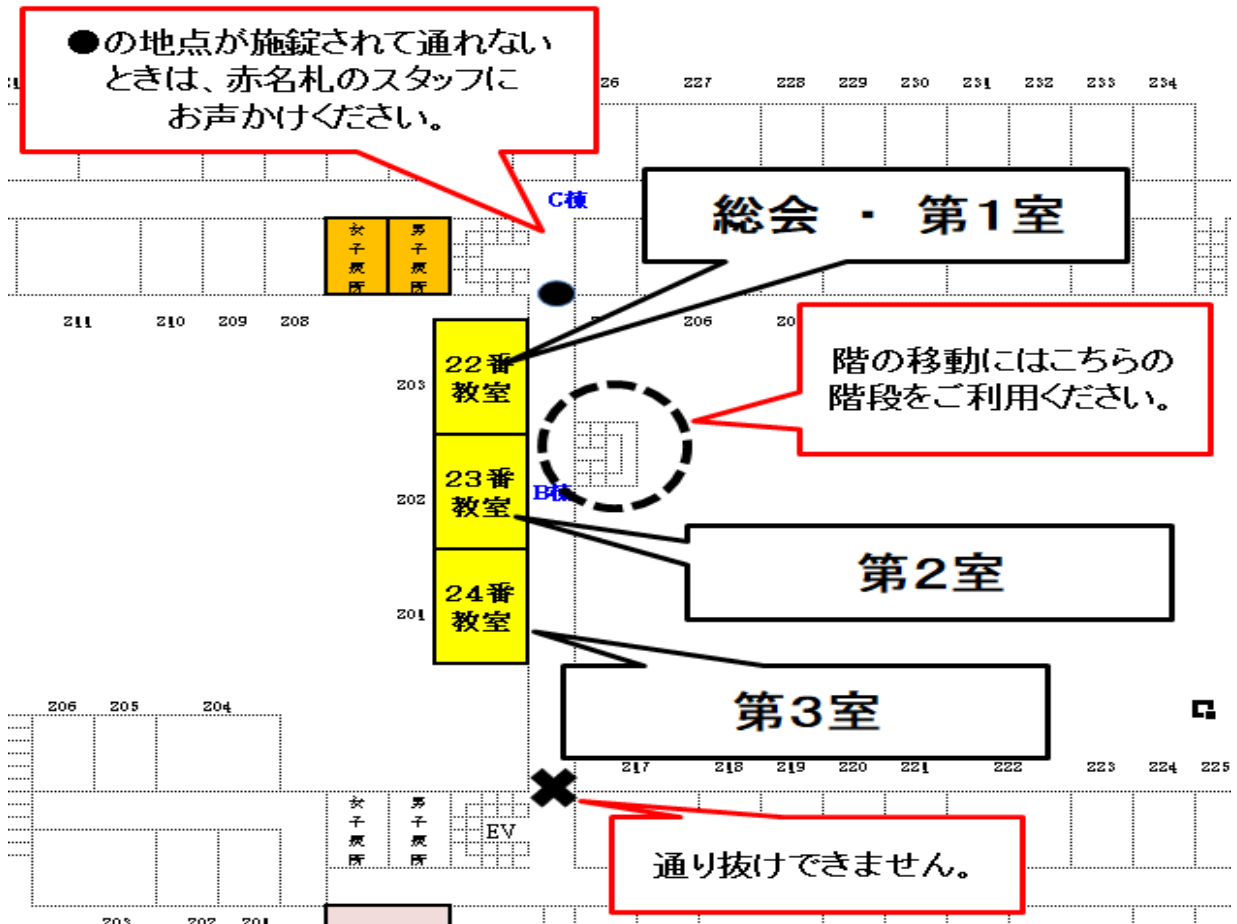 ●の地点が施錠されて通れない
ときは、赤名札のスタッフに
お声かけください。
227 228 229 230 231 232 233 234
C棟
総会 ・ 第1室
女子厠所
男子厠所
211 210 209 208
206
階の移動にはこちらの
階段をご利用ください。
203
22番
教室
202
23番
教室
B棟
第2室
201
24番
教室
第3室
206 205 204
217 218 219 220 221 222 223 224 225
女子厠所
男子厠所
EV
通り抜けできません。
203 202 201